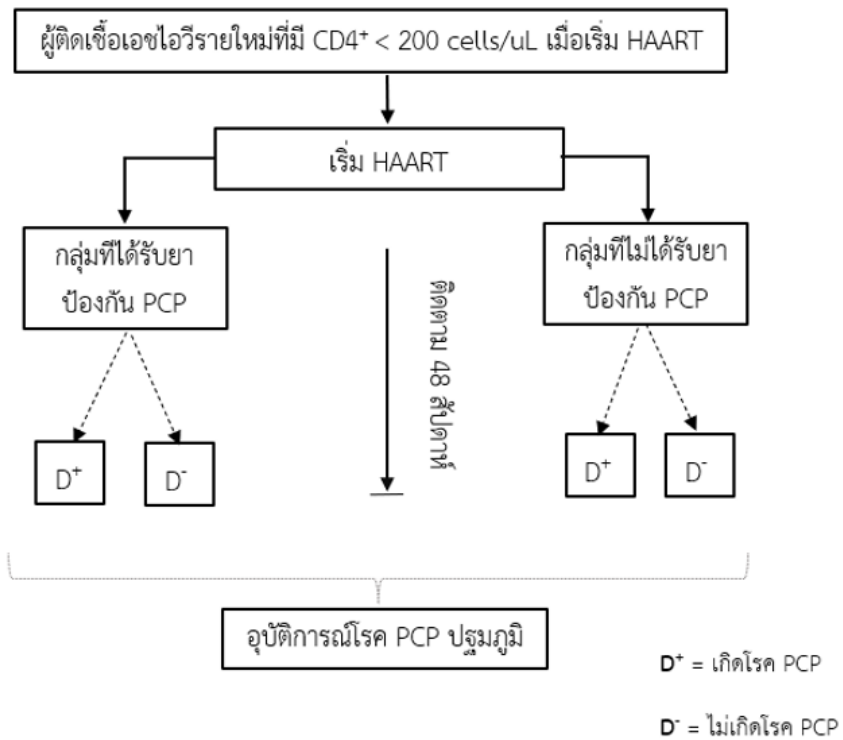 ผู้ติดเชื้อเอชไอวีรายใหม่ที่มี CD4⁺ < 200 cells/uL เมื่อเริ่ม HAART
เริ่ม HAART
กลุ่มที่ได้รับยา
ป้องกัน PCP
กลุ่มที่ไม่ได้รับยา
ป้องกัน PCP
ติดตาม 48 สัปดาห์
D⁺
D⁻
D⁺
D⁻
อุบัติการณ์โรค PCP ปฐมภูมิ
D⁺ = เกิดโรค PCP
D⁻ = ไม่เกิดโรค PCP